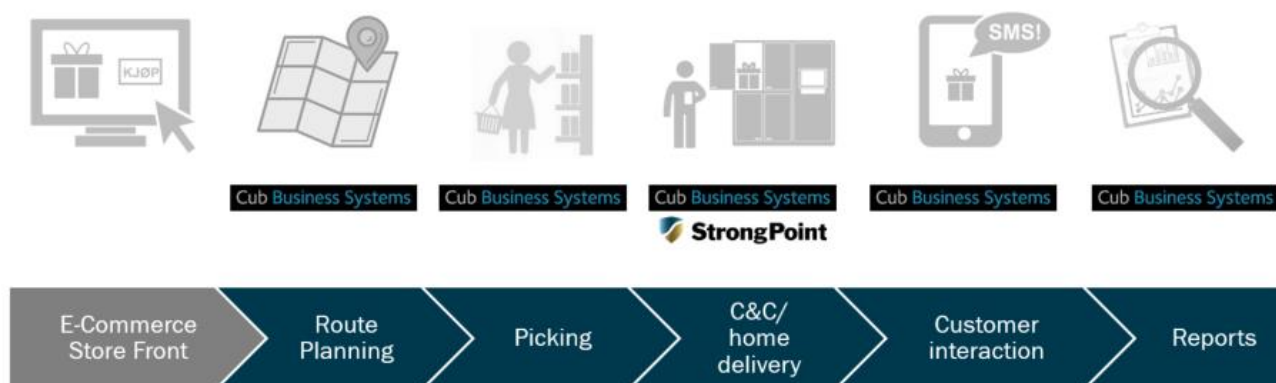 KJØP
SMS!
Cub Business Systems
Cub Business Systems
Cub Business Systems
Cub Business Systems
Cub Business Systems
StrongPoint
E-Commerce
Store Front
Route
Planning
Picking
C&C/
home
delivery
Customer
interaction
Reports